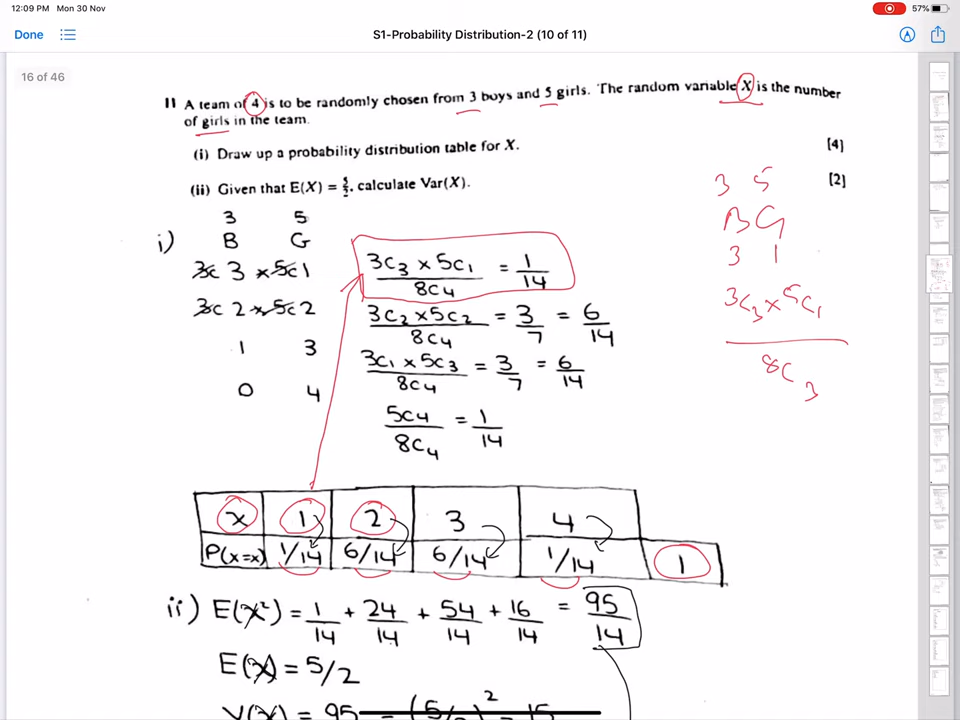 12:09 PM Mon 30 Nov
57%
Done
S1-Probability Distribution-2 (10 of 11)
16 of 46
11 A team of 4 is to be randomly chosen from 3 boys and 5 girls. The random variable X is the number
of girls in the team.
(i) Draw up a probability distribution table for X. [4]
(ii) Given that E(X) = 5/2, calculate Var(X). [2]
3 5
B G
3 1
3C3 × 5C1
8C3
i)
3 5
B G
3c 3 × 5c 1
3c 2 × 5c 2
1 3
0 4
3C3 × 5C1 / 8C4 = 1/14
3C2 × 5C2 / 8C4 = 3/7 = 6/14
3C1 × 5C3 / 8C4 = 3/7 = 6/14
5C4 / 8C4 = 1/14
x 1 2 3 4
P(x=x) 1/14 6/14 6/14 1/14 1
ii) E(x²) = 1/14 + 24/14 + 54/14 + 16/14 = 95/14
E(x) = 5/2
V(x) = 95 - (5/ )² = 15